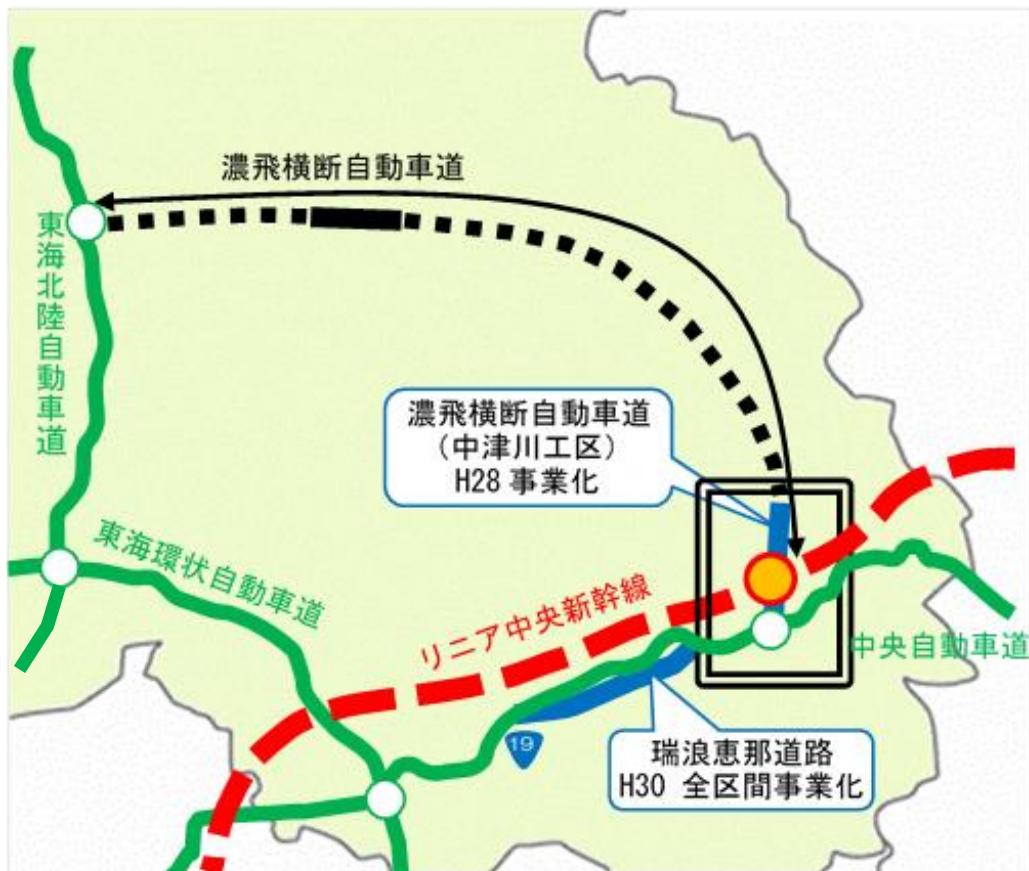 濃飛横断自動車道
東海北陸自動車道
濃飛横断自動車道
（中津川工区）
H28 事業化
東海環状自動車道
リニア中央新幹線
中央自動車道
19
瑞浪恵那道路
H30 全区間事業化